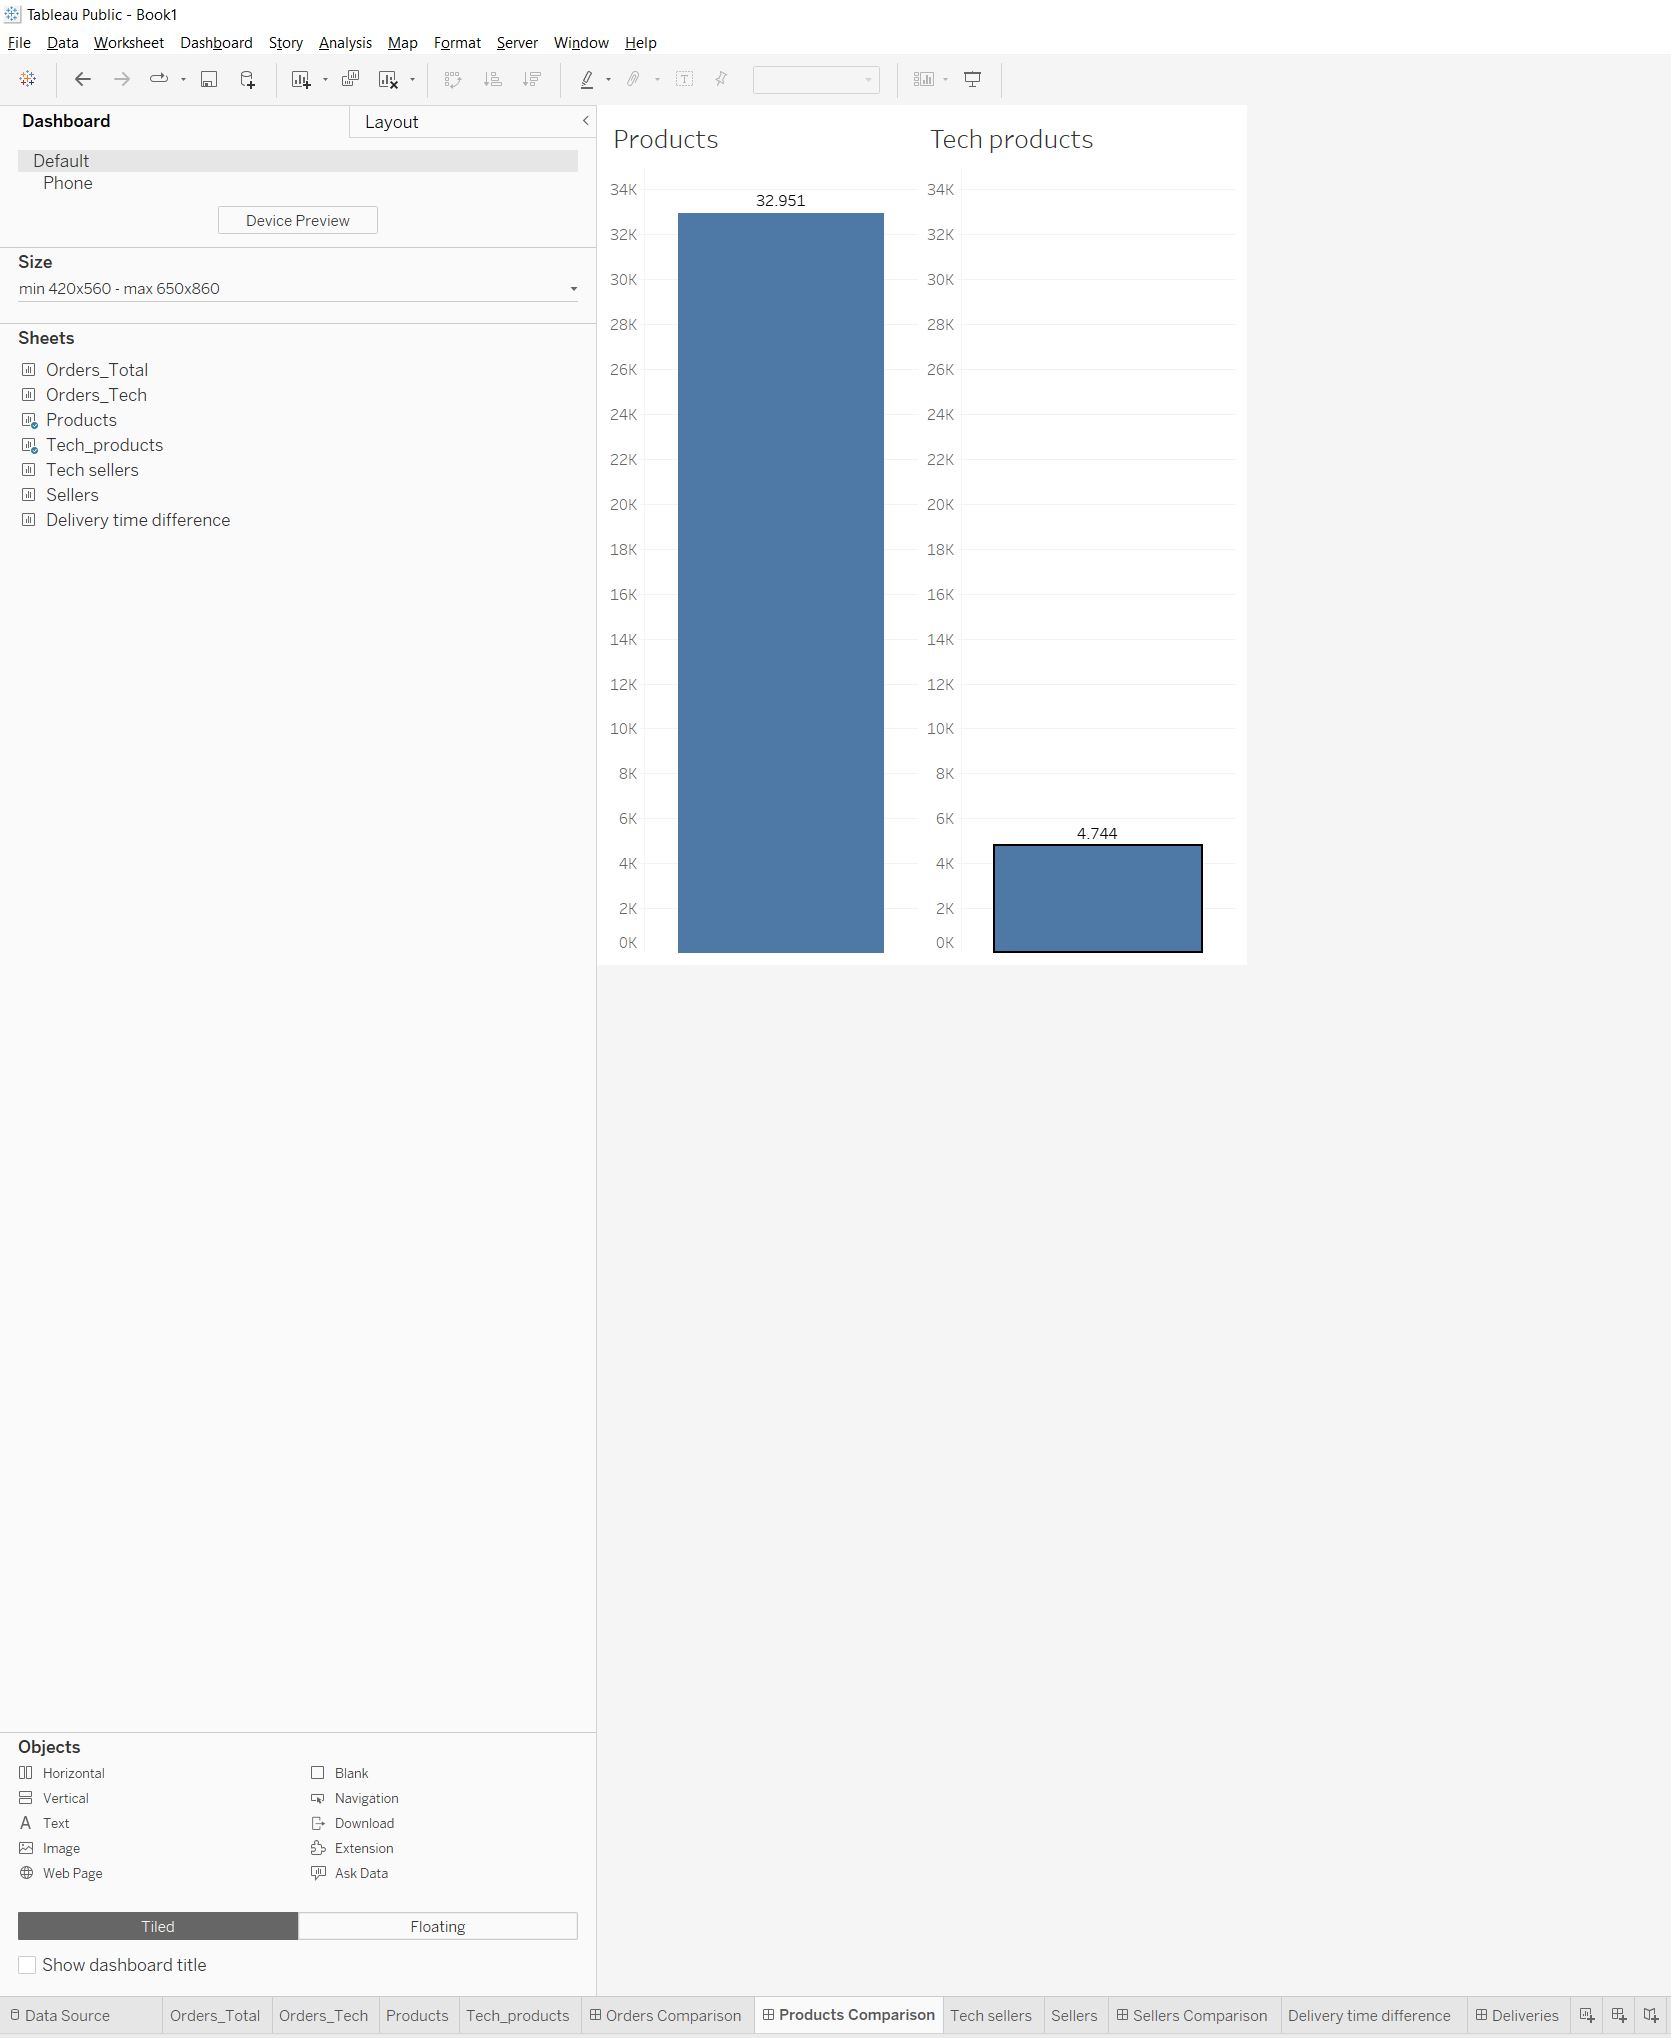 Tableau Public - Book1
File Data Worksheet Dashboard Story Analysis Map Format Server Window Help
Dashboard Layout
Default
Phone
Device Preview
Size
min 420x560 - max 650x860
Sheets
Orders_Total
Orders_Tech
Products
Tech_products
Tech sellers
Sellers
Delivery time difference
Objects
Horizontal Blank
Vertical Navigation
Text Download
Image Extension
Web Page Ask Data
Tiled Floating
Show dashboard title
Products
34K
32.951
32K
30K
28K
26K
24K
22K
20K
18K
16K
14K
12K
10K
8K
6K
4K
2K
0K
Tech products
34K
32K
30K
28K
26K
24K
22K
20K
18K
16K
14K
12K
10K
8K
6K
4.744
4K
2K
0K
Data Source Orders_Total Orders_Tech Products Tech_products Orders Comparison Products Comparison Tech sellers Sellers Sellers Comparison Delivery time difference Deliveries